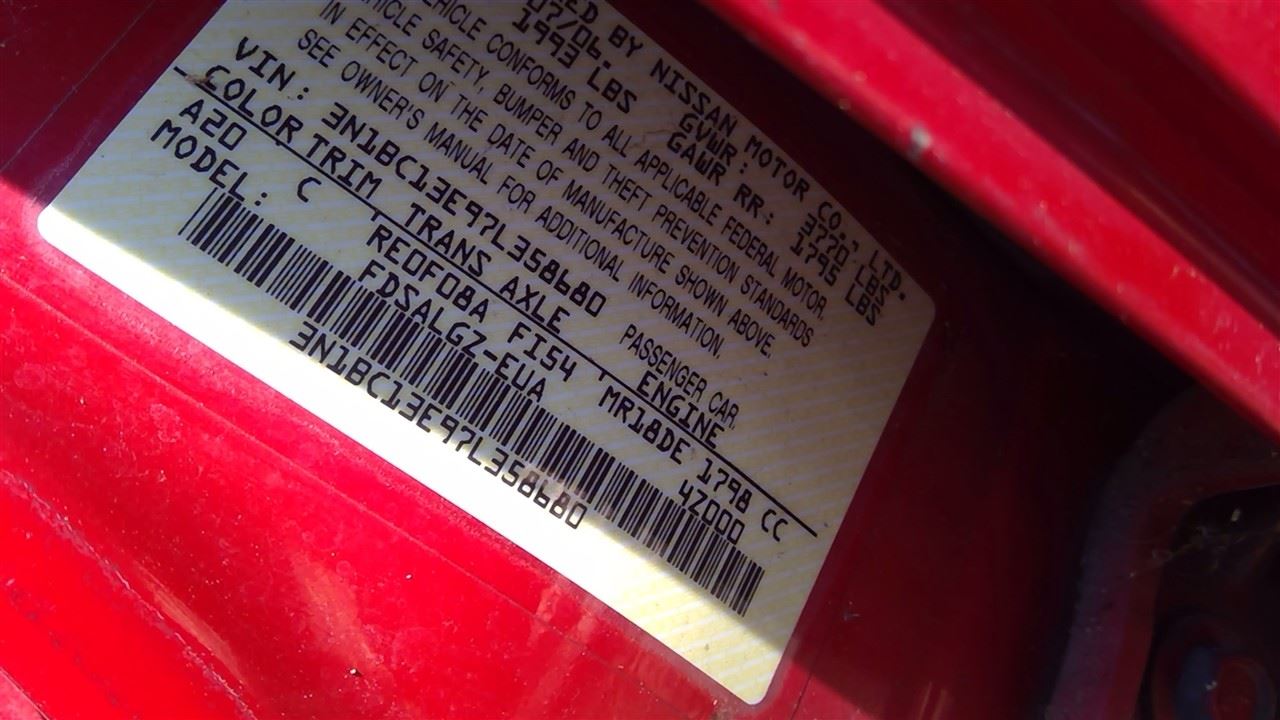 ED BY NISSAN MOTOR CO., LTD.
07/06. GVWR: 3770 LBS
1993 LBS GAWR RR: 1795 LBS
VEHICLE CONFORMS TO ALL APPLICABLE FEDERAL MOTOR
VEHICLE SAFETY, BUMPER AND THEFT PREVENTION STANDARDS
IN EFFECT ON THE DATE OF MANUFACTURE SHOWN ABOVE.
SEE OWNER'S MANUAL FOR ADDITIONAL INFORMATION.
VIN: 3N1BC13E97L358680 PASSENGER CAR.
COLOR TRIM TRANS AXLE ENGINE
A20 C RE0F08A FI54 MR18DE 1798 CC
MODEL: FDSALGZ-EUA 4Z000
3N1BC13E97L358680